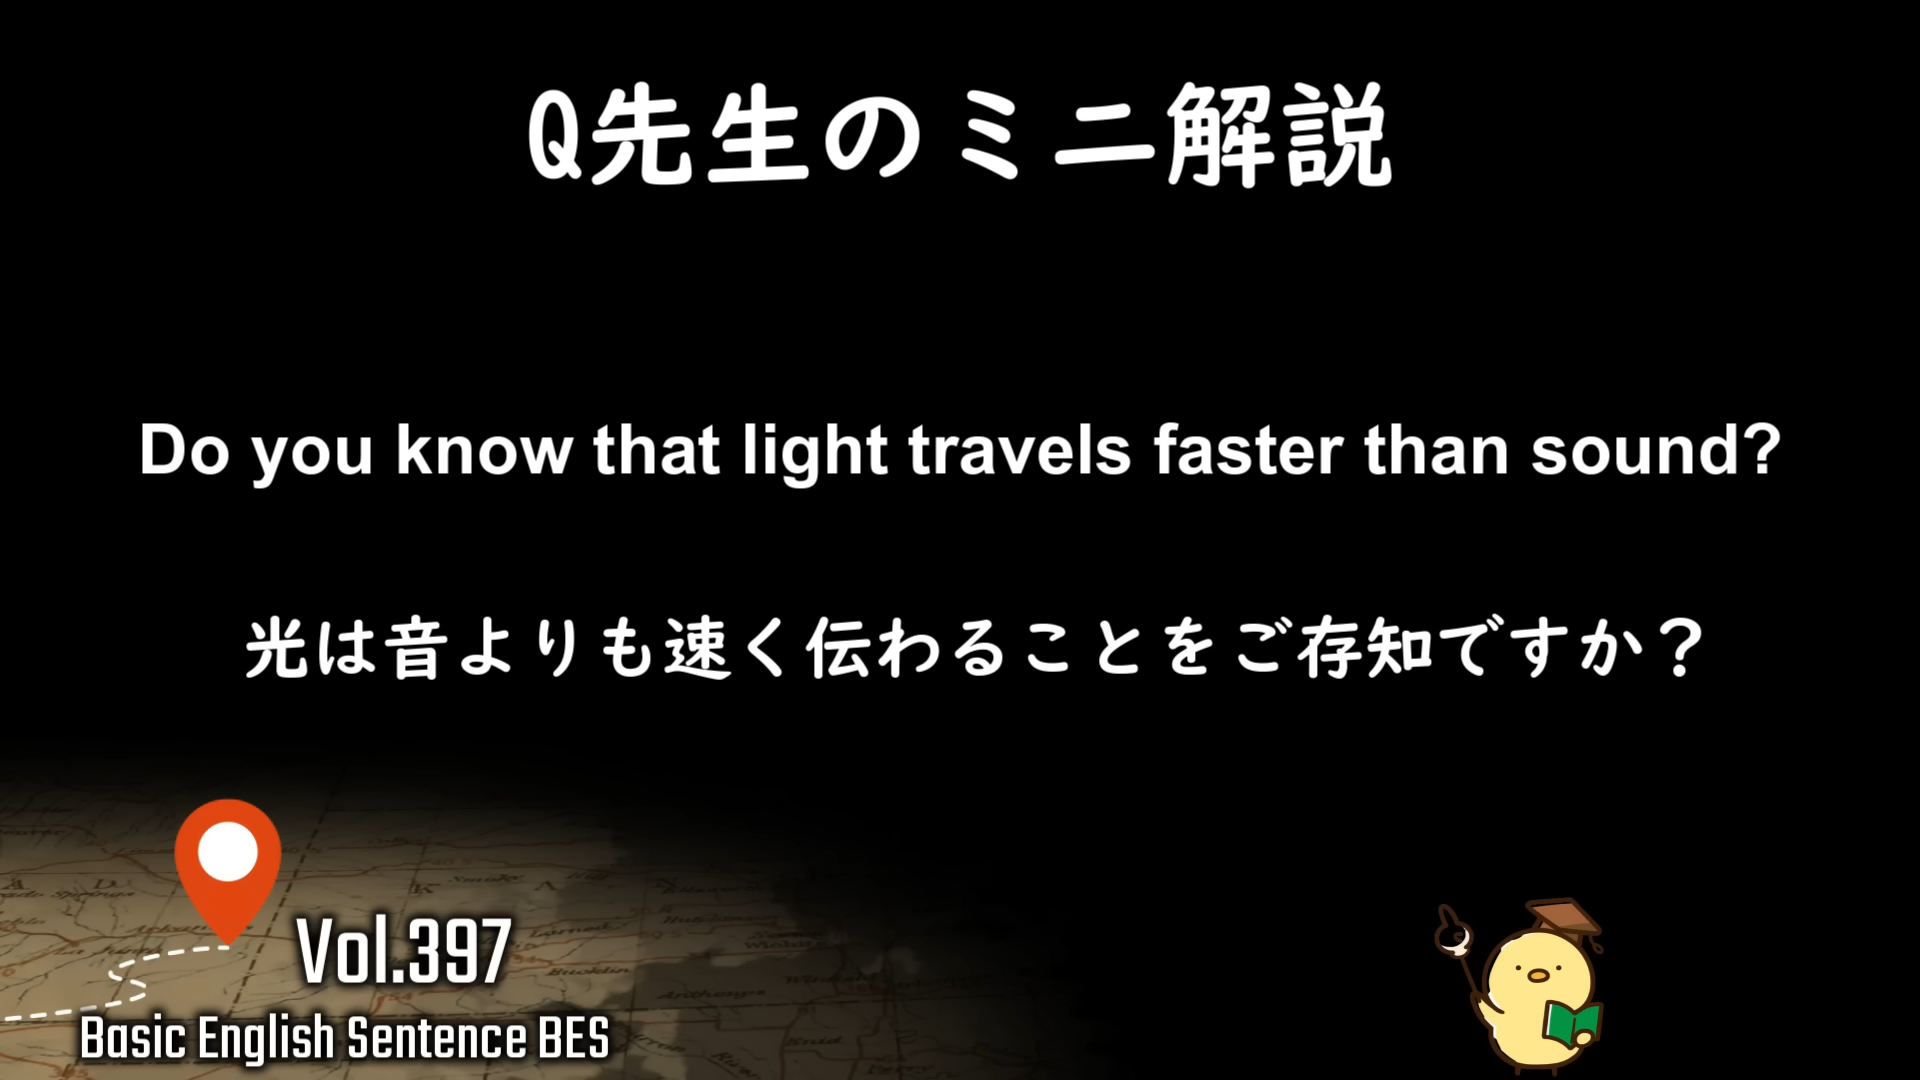 Q先生のミニ解説
Do you know that light travels faster than sound?
光は音よりも速く伝わることをご存知ですか？
Vol.397
Basic English Sentence BES